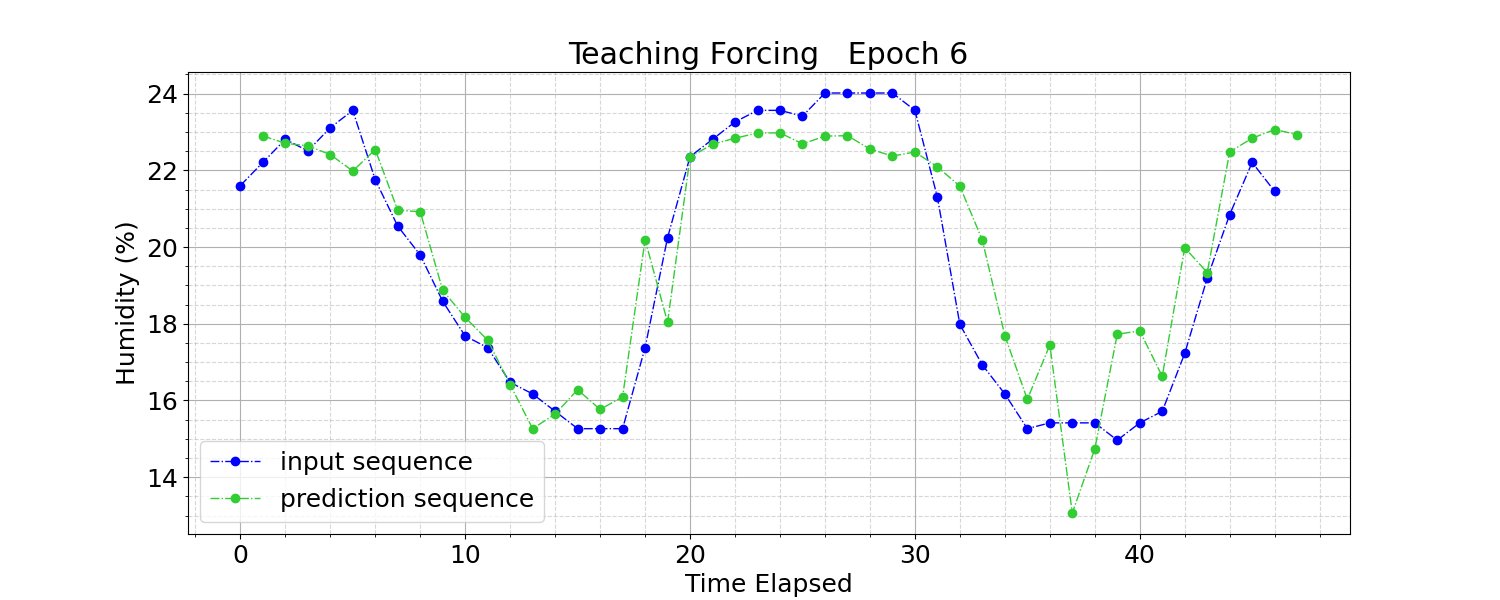 Teaching Forcing   Epoch 6
Humidity (%)
24
22
20
18
16
14
input sequence
prediction sequence
0 10 20 30 40
Time Elapsed